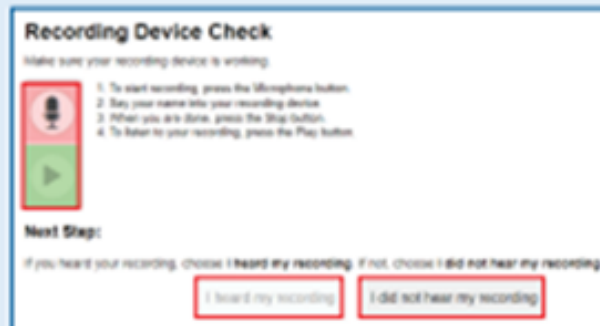 Recording Device Check
Make sure your recording device is working.
1. To start recording, press the Microphone button.
2. Say your name into your recording device.
3. When you are done, press the Stop button.
4. To listen to your recording, press the Play button.
Next Step:
If you heard your recording, choose I heard my recording. If not, choose I did not hear my recording
I heard my recording
I did not hear my recording